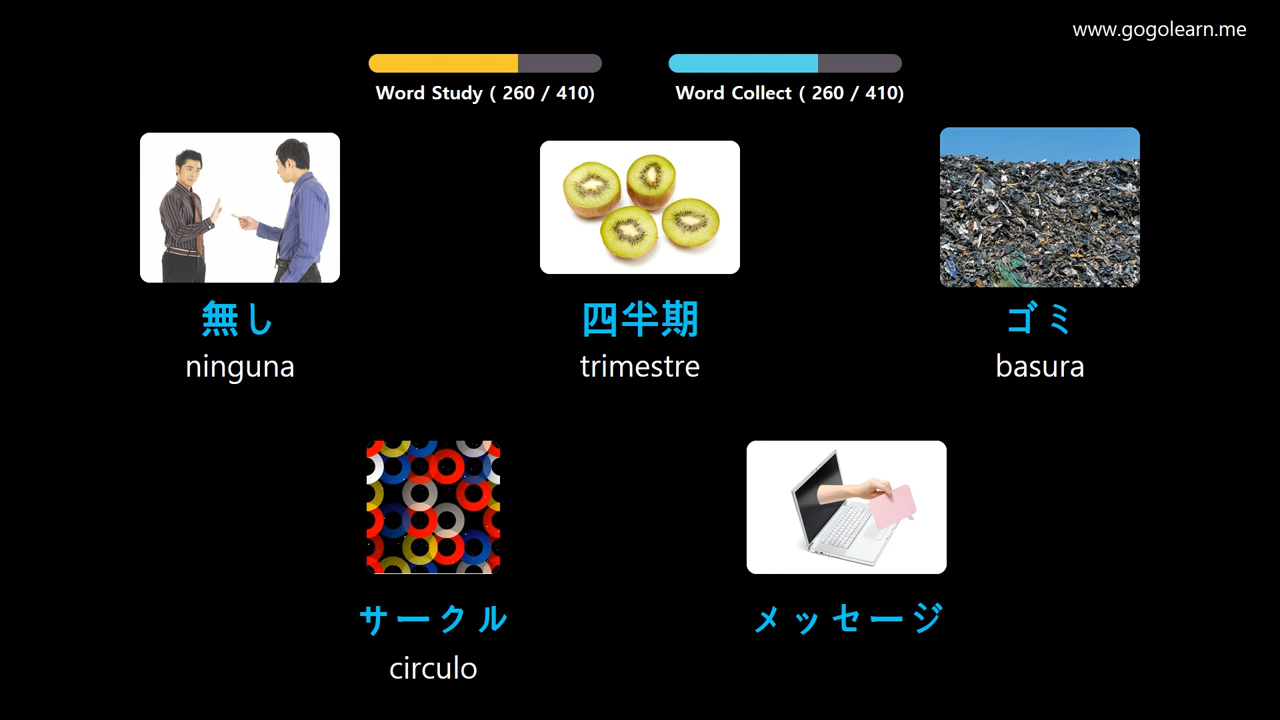 www.gogolearn.me
Word Study ( 260 / 410)
Word Collect ( 260 / 410)
無し
ninguna
四半期
trimestre
ゴミ
basura
サークル
circulo
メッセージ